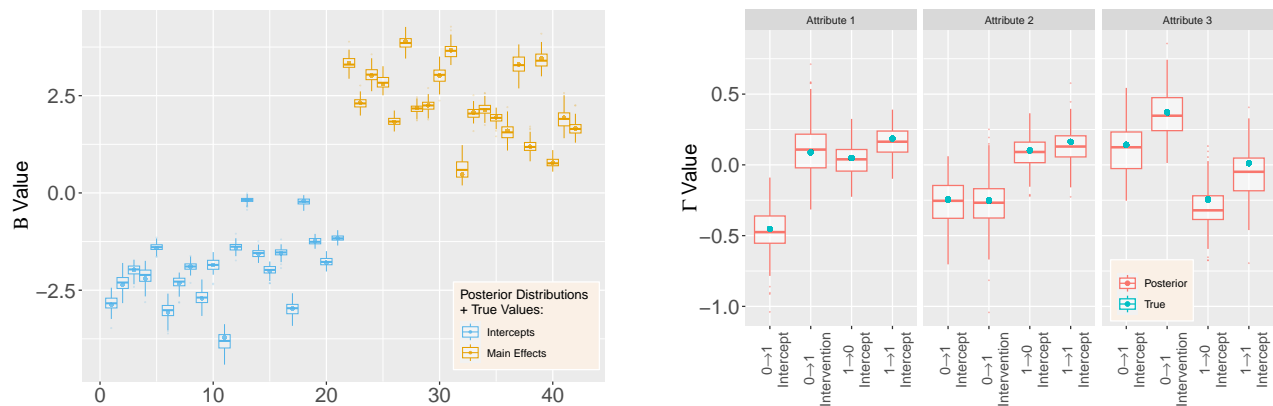 B Value
2.5
0.0
−2.5
0
10
20
30
40
Posterior Distributions
+ True Values:
Intercepts
Main Effects
Attribute 1
Attribute 2
Attribute 3
Γ Value
0.5
0.0
−0.5
−1.0
Posterior
True
0→1
Intercept
0→1
Intervention
1→0
Intercept
1→1
Intercept
0→1
Intercept
0→1
Intervention
1→0
Intercept
1→1
Intercept
0→1
Intercept
0→1
Intervention
1→0
Intercept
1→1
Intercept